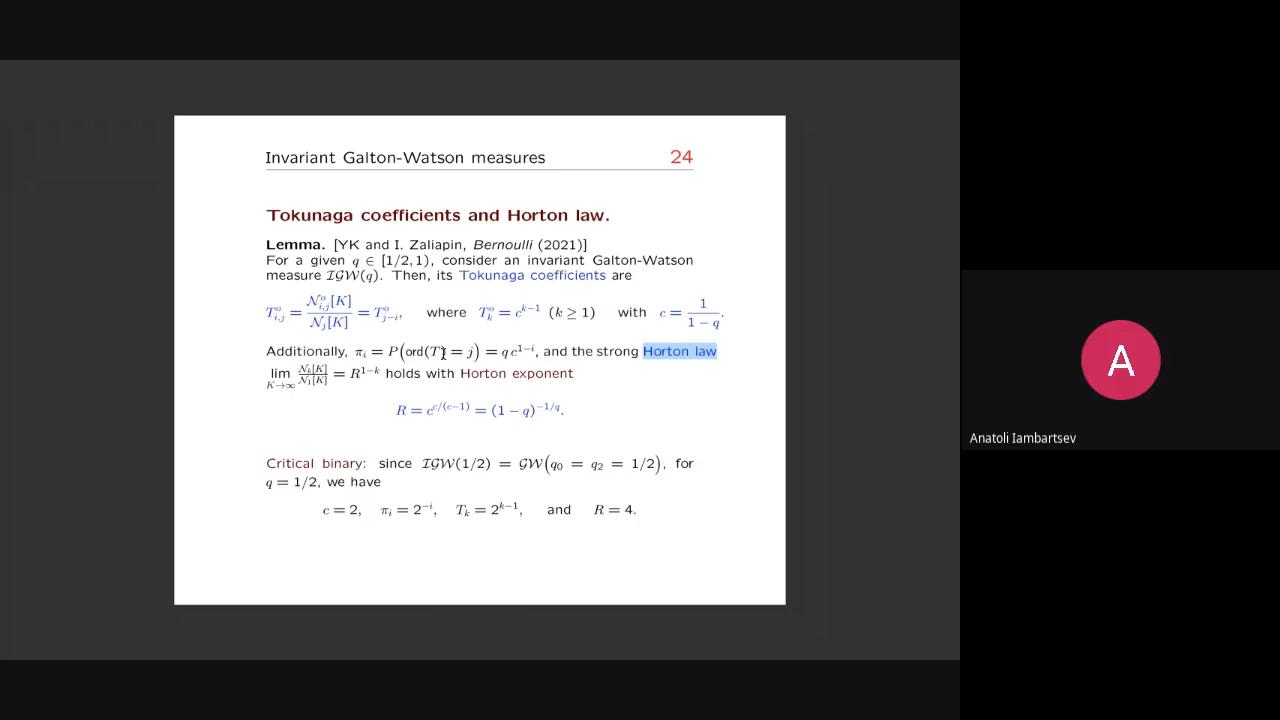 Invariant Galton-Watson measures 24
Tokunaga coefficients and Horton law.
Lemma. [YK and I. Zaliapin, Bernoulli (2021)]
For a given q ∈ [1/2, 1), consider an invariant Galton-Watson
measure 𝓘𝓖𝓦(q). Then, its Tokunaga coefficients are
T^o_{i,j} = 𝒩^o_{i,j}[K] / 𝒩_j[K] = T^o_{j−i}, where T^o_k = c^{k−1} (k ≥ 1) with c = 1/(1 − q).
Additionally, π_i = P(ord(T) = j) = q c^{1−i}, and the strong Horton law
lim_{K→∞} 𝒩_k[K]/𝒩_1[K] = R^{1−k} holds with Horton exponent
R = c^{c/(c−1)} = (1 − q)^{−1/q}.
Critical binary: since 𝓘𝓖𝓦(1/2) = 𝓖𝓦(q_0 = q_2 = 1/2), for
q = 1/2, we have
c = 2, π_i = 2^{−i}, T_k = 2^{k−1}, and R = 4.
A
Anatoli Iambartsev